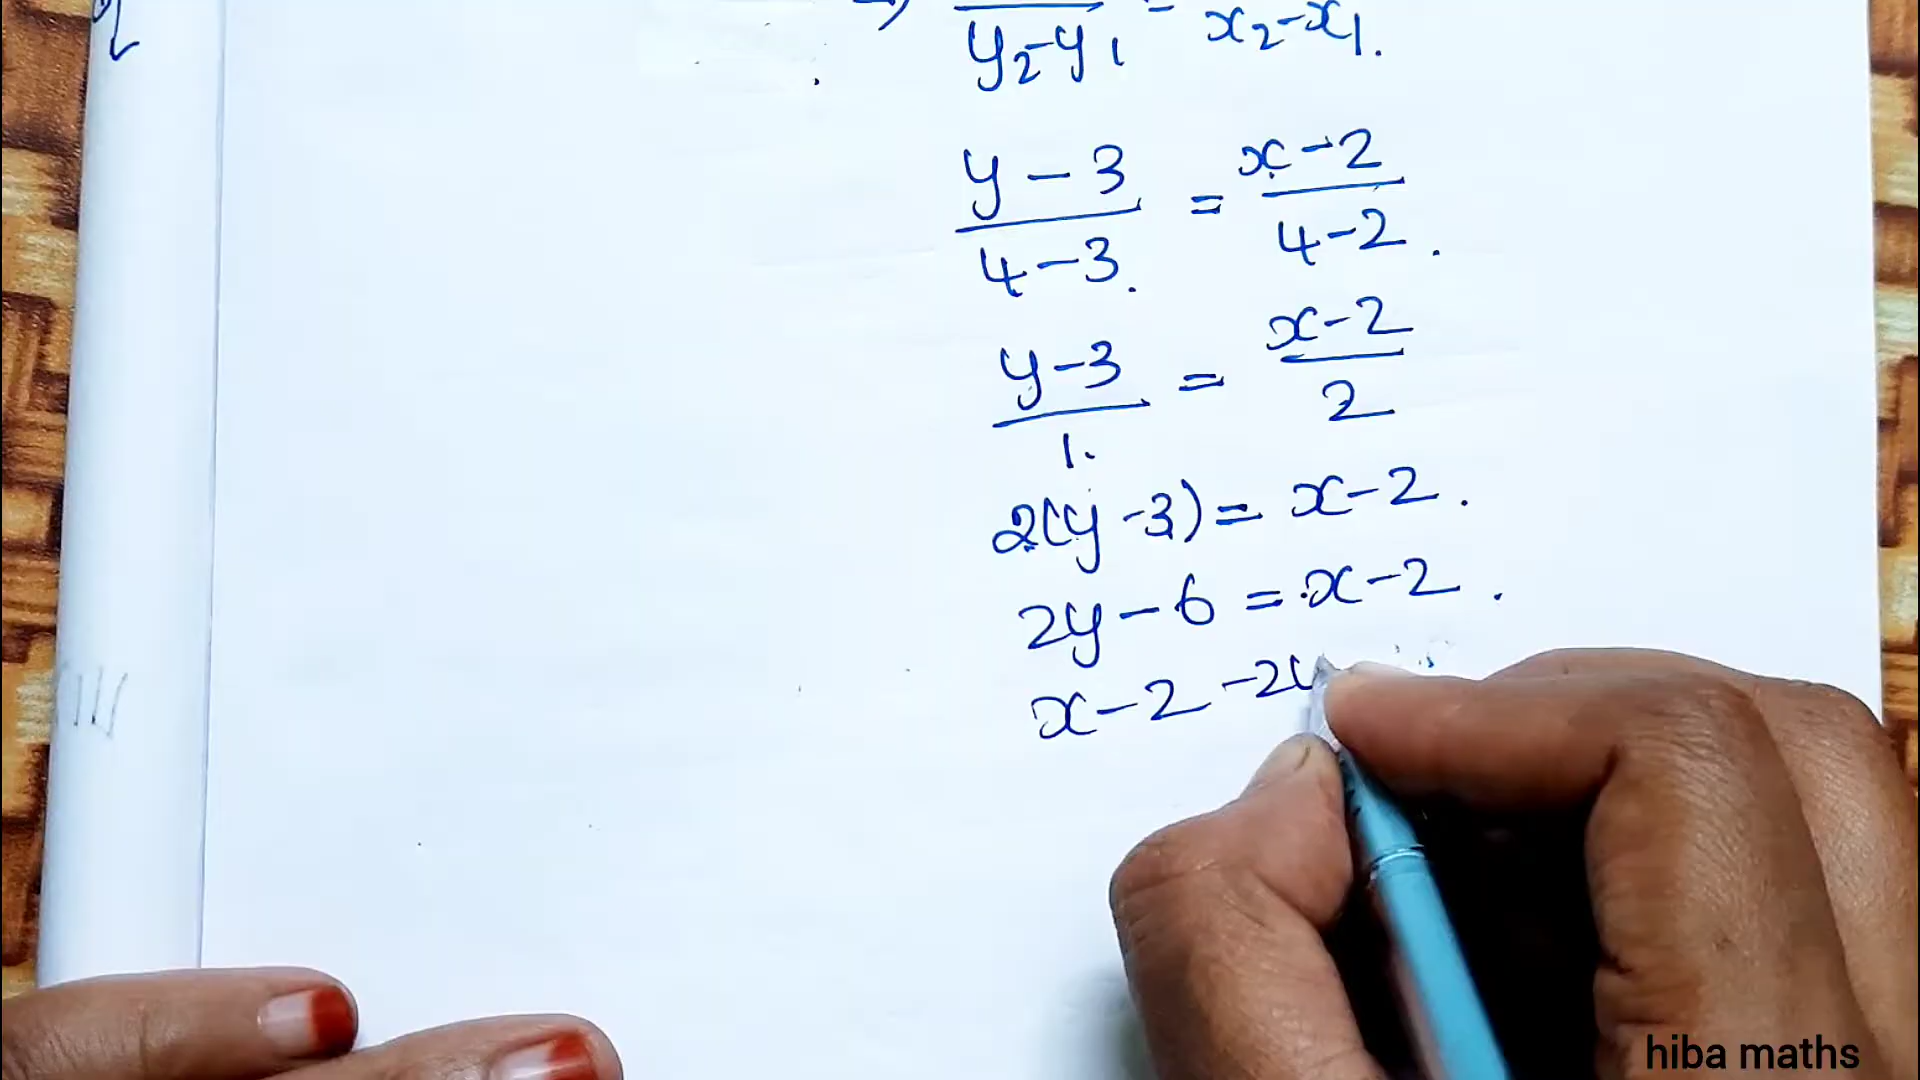 y₂-y₁ = x₂-x₁.
y-3 = x-2
4-3. 4-2.
y-3 = x-2
1. 2
2(y-3) = x-2.
2y-6 = x-2.
x-2 -2
hiba maths